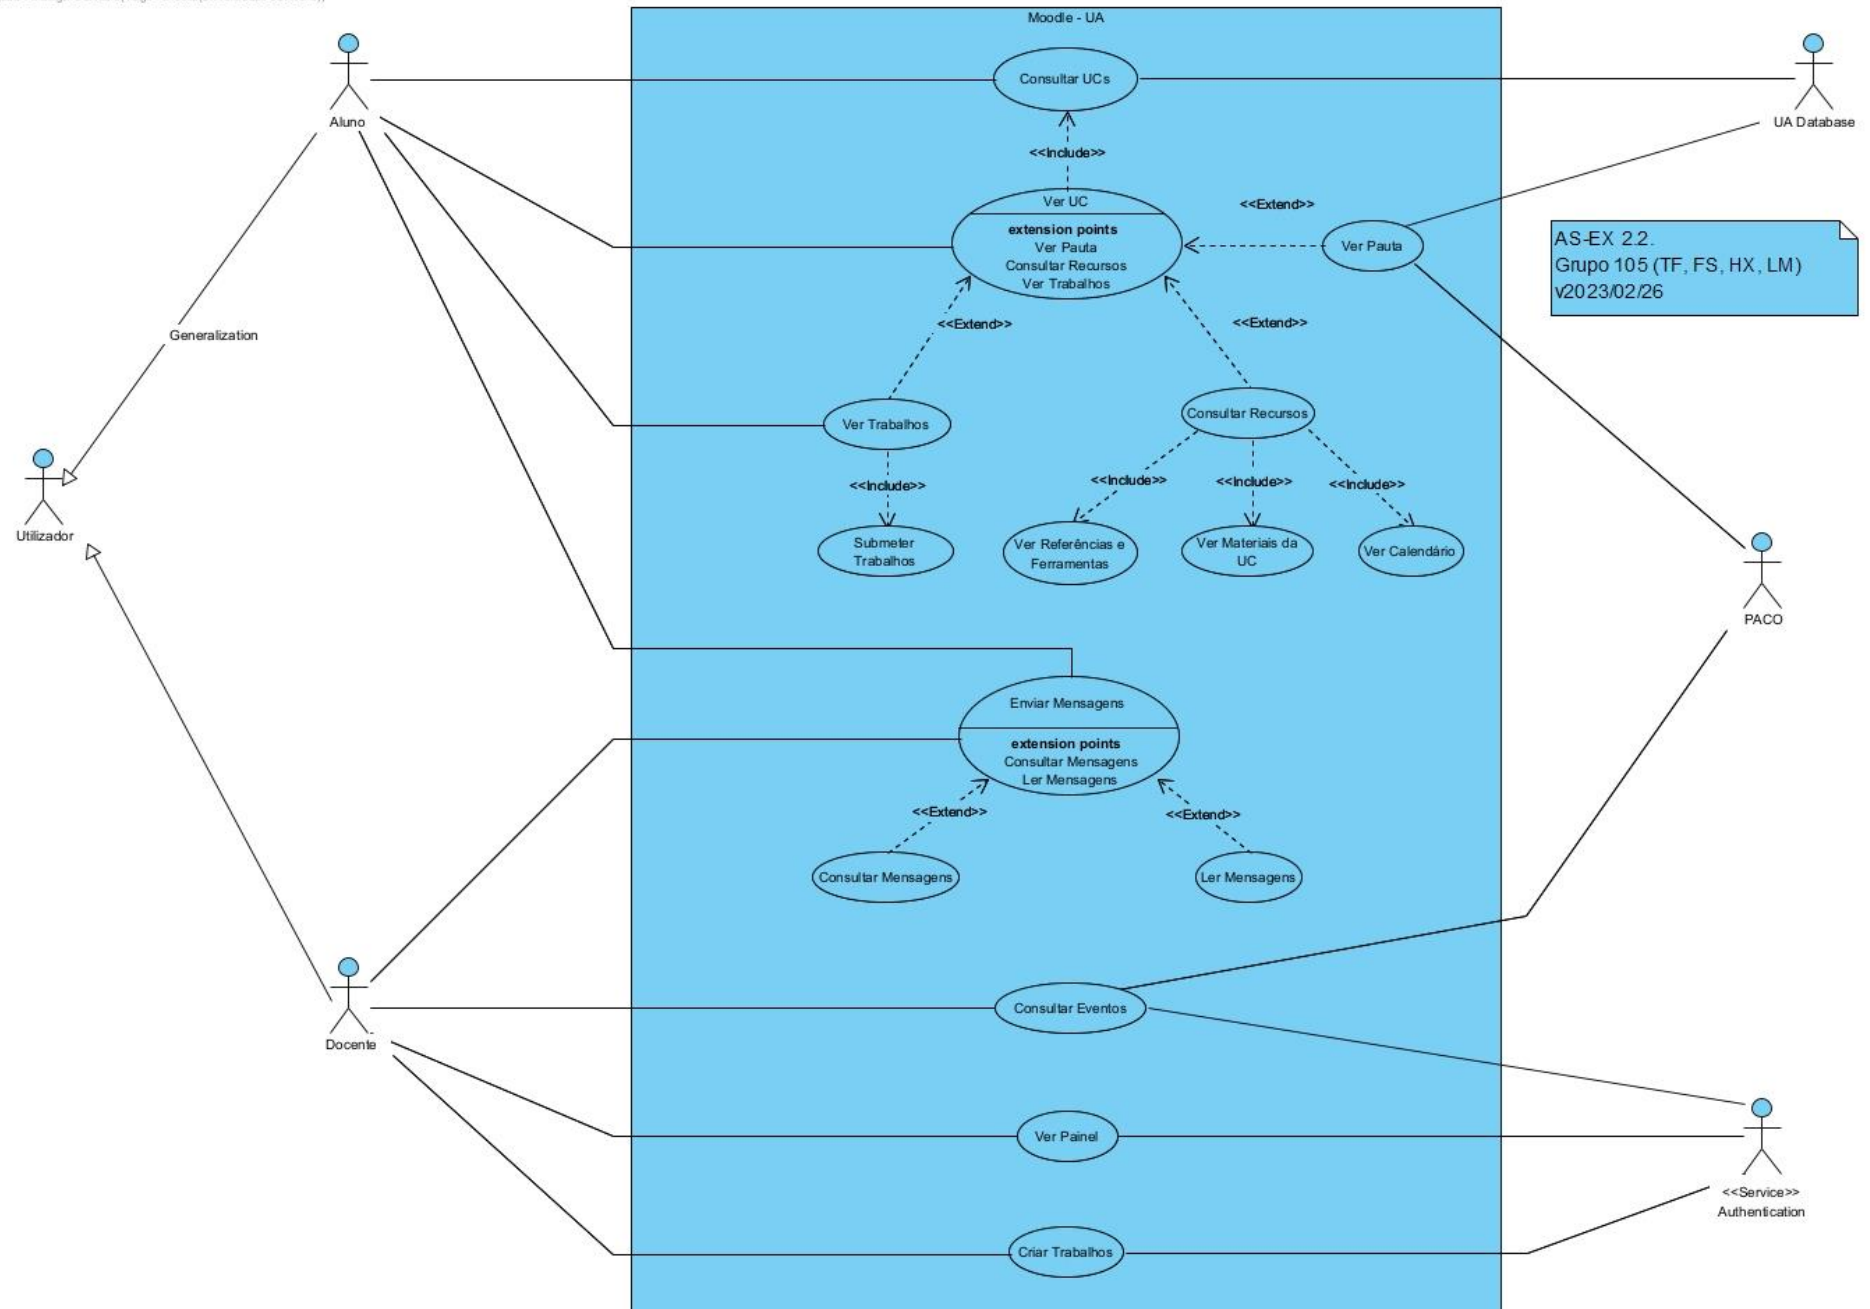 Moodle - UA
Consultar UCs
Aluno
UA Database
<<Include>>
Ver UC
extension points
Ver Pauta
Consultar Recursos
Ver Trabalhos
<<Extend>>
Ver Pauta
AS-EX 2.2.
Grupo 105 (TF, FS, HX, LM)
v2023/02/26
<<Extend>>
<<Extend>>
Generalization
Ver Trabalhos
Consultar Recursos
<<Include>>
<<Include>>
<<Include>>
<<Include>>
Utilizador
Submeter
Trabalhos
Ver Referências e
Ferramentas
Ver Materiais da
UC
Ver Calendário
PACO
Enviar Mensagens
extension points
Consultar Mensagens
Ler Mensagens
<<Extend>>
<<Extend>>
Consultar Mensagens
Ler Mensagens
Consultar Eventos
Docente
Ver Painel
<<Service>>
Authentication
Criar Trabalhos